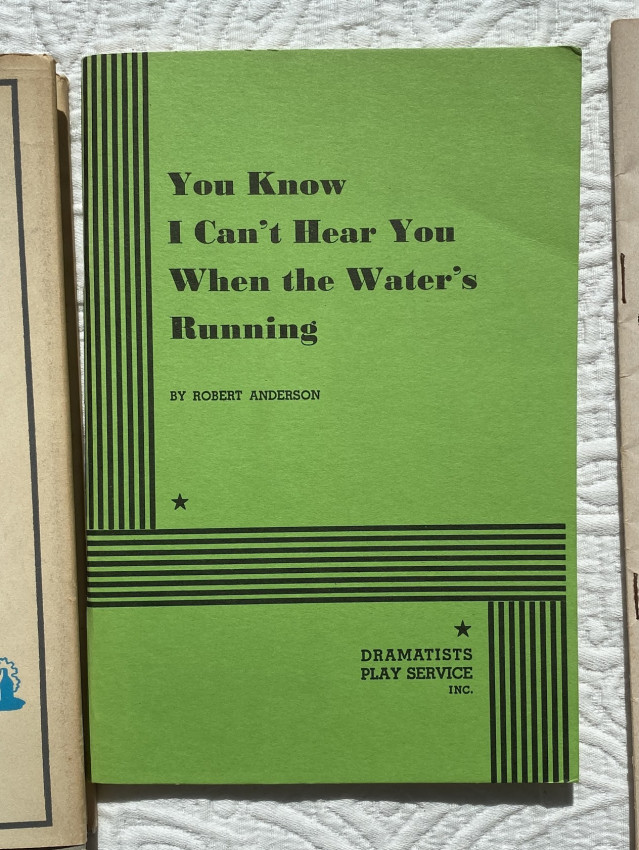 You Know
I Can't Hear You
When the Water's
Running
BY ROBERT ANDERSON
DRAMATISTS
PLAY SERVICE
INC.